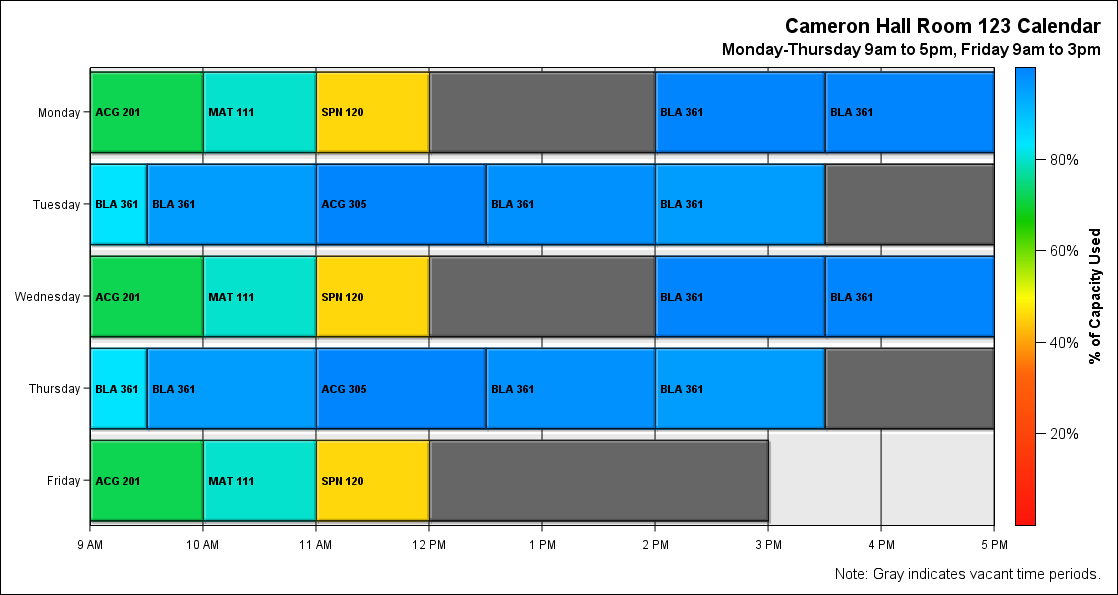 Cameron Hall Room 123 Calendar
Monday-Thursday 9am to 5pm, Friday 9am to 3pm
Monday ACG 201 MAT 111 SPN 120 BLA 361 BLA 361
80%
Tuesday BLA 361 BLA 361 ACG 305 BLA 361 BLA 361
60%
% of Capacity Used
Wednesday ACG 201 MAT 111 SPN 120 BLA 361 BLA 361
40%
Thursday BLA 361 BLA 361 ACG 305 BLA 361 BLA 361
20%
Friday ACG 201 MAT 111 SPN 120
9 AM 10 AM 11 AM 12 PM 1 PM 2 PM 3 PM 4 PM 5 PM
Note: Gray indicates vacant time periods.